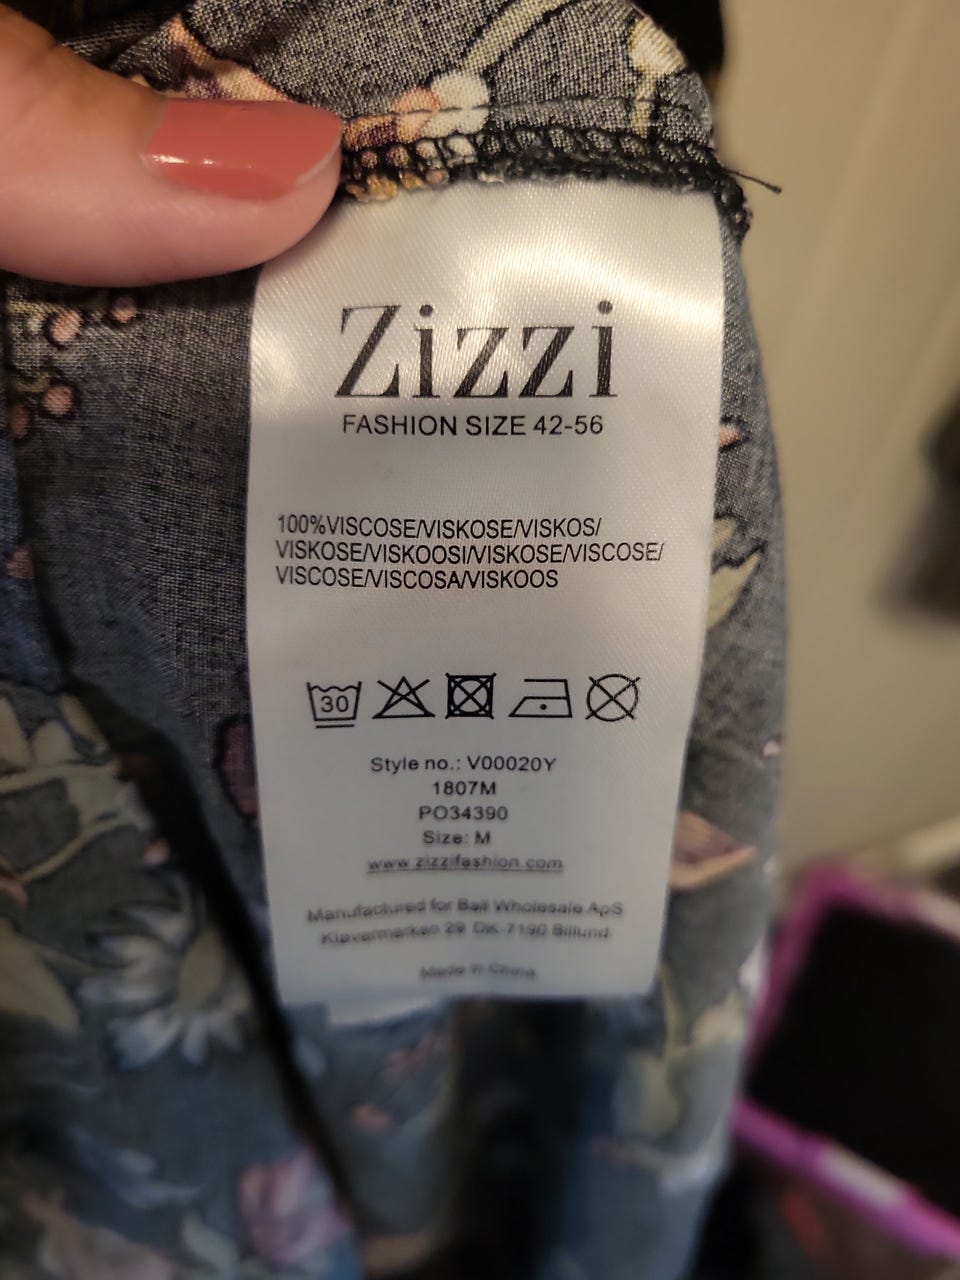 Zizzi
FASHION SIZE 42-56
100%VISCOSE/VISKOSE/VISKOS/
VISKOSE/VISKOOSI/VISKOSE/VISCOSE/
VISCOSE/VISCOSA/VISKOOS
30
Style no.: V00020Y
1807M
PO34390
Size: M
www.zizzifashion.com
Manufactured for Ball Wholesale ApS
Kløvermarken 29 DK-7190 Billund
Made in China